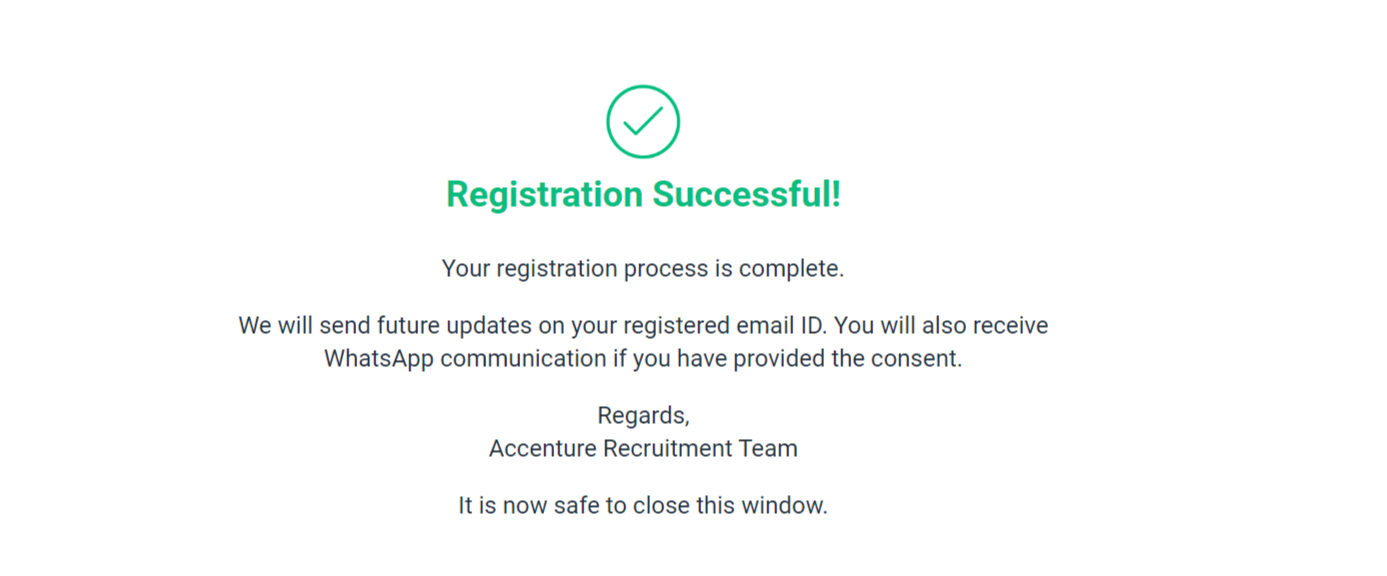 Registration Successful!
Your registration process is complete.
We will send future updates on your registered email ID. You will also receive
WhatsApp communication if you have provided the consent.
Regards,
Accenture Recruitment Team
It is now safe to close this window.